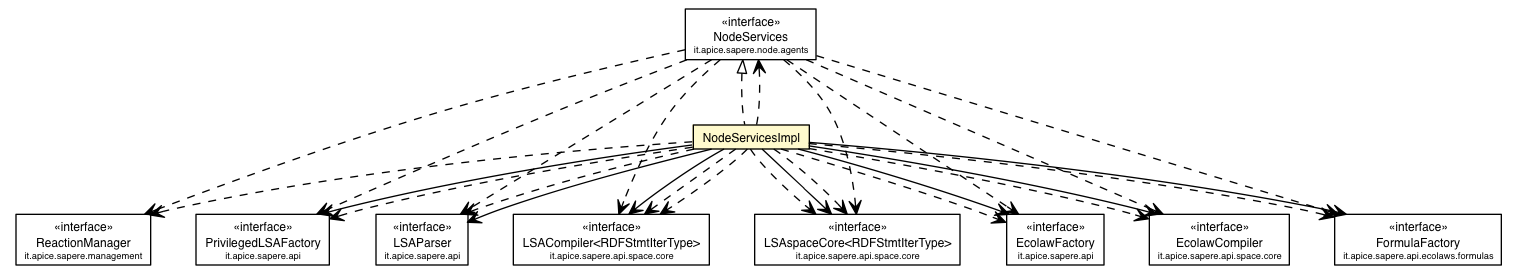 «interface»
NodeServices
it.apice.sapere.node.agents
NodeServicesImpl
«interface»
ReactionManager
it.apice.sapere.management
«interface»
PrivilegedLSAFactory
it.apice.sapere.api
«interface»
LSAParser
it.apice.sapere.api
«interface»
LSACompiler<RDFStmtIterType>
it.apice.sapere.api.space.core
«interface»
LSAspaceCore<RDFStmtIterType>
it.apice.sapere.api.space.core
«interface»
EcolawFactory
it.apice.sapere.api
«interface»
EcolawCompiler
it.apice.sapere.api.space.core
«interface»
FormulaFactory
it.apice.sapere.api.ecolaws.formulas